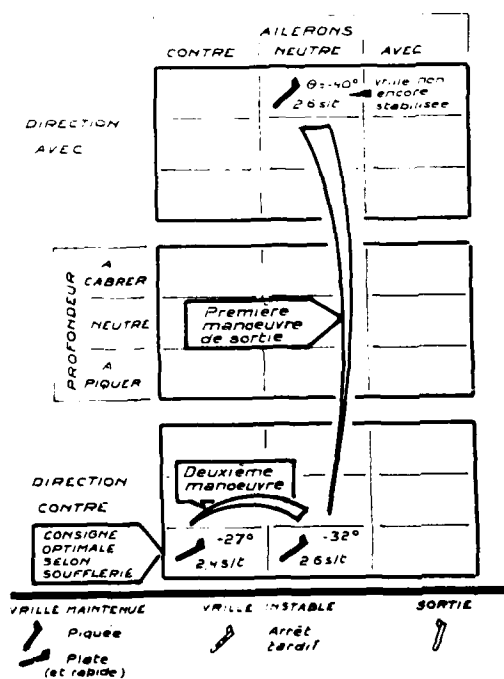 AILERONS
CONTRE NEUTRE AVEC
θ=-40°
2.6 s/t
vrille non
encore
stabilisée
DIRECTION
AVEC
PROFONDEUR
A
CABRER
NEUTRE
A
PIQUER
Première
manoeuvre
de sortie
DIRECTION
CONTRE
Deuxième
manoeuvre
CONSIGNE
OPTIMALE
SELON
SOUFFLERIE
-27°
2,4 s/t
-32°
2.6 s/t
VRILLE MAINTENUE VRILLE INSTABLE SORTIE
Piquée
Plate
(et rapide)
Arrêt
tardif